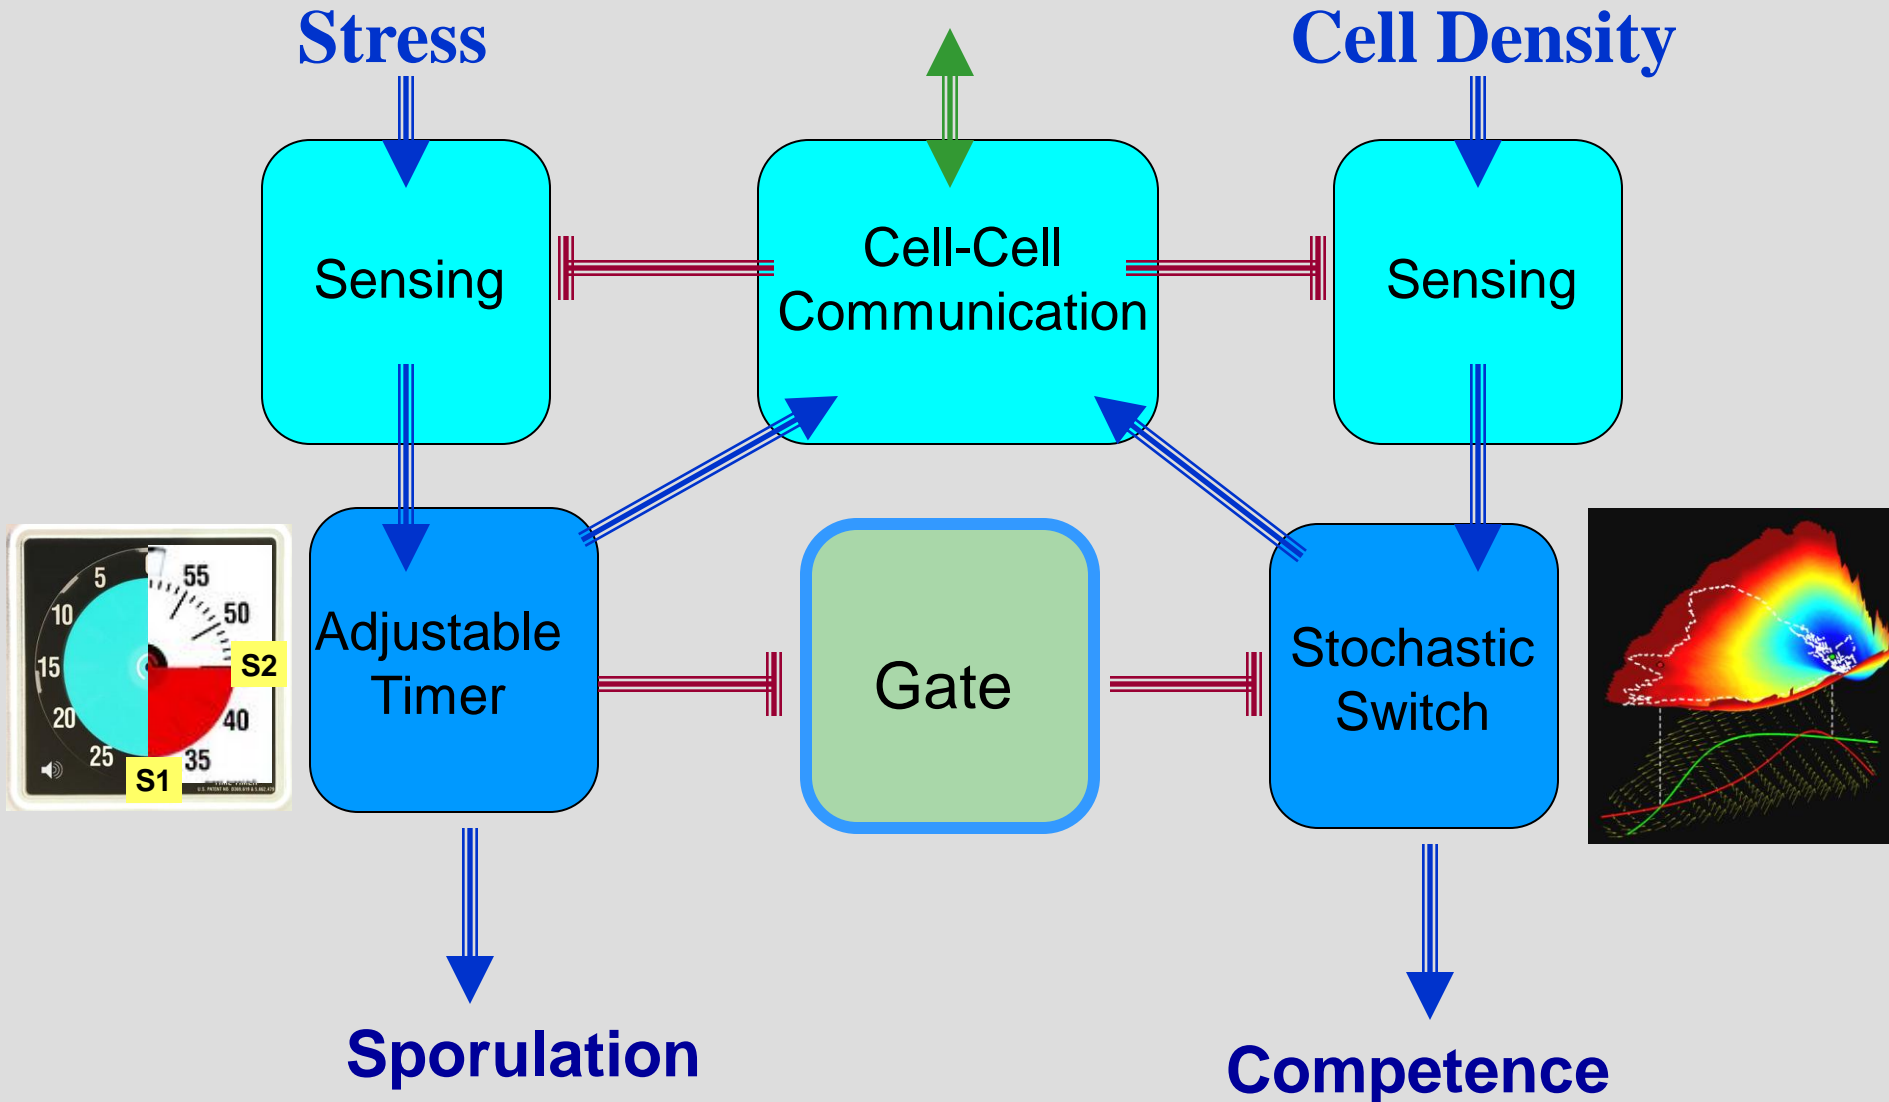 Stress
Cell Density
Sensing
Cell-Cell
Communication
Sensing
Adjustable
Timer
Gate
Stochastic
Switch
5
55
10
50
15
S2
20
40
25
35
S1
Sporulation
Competence